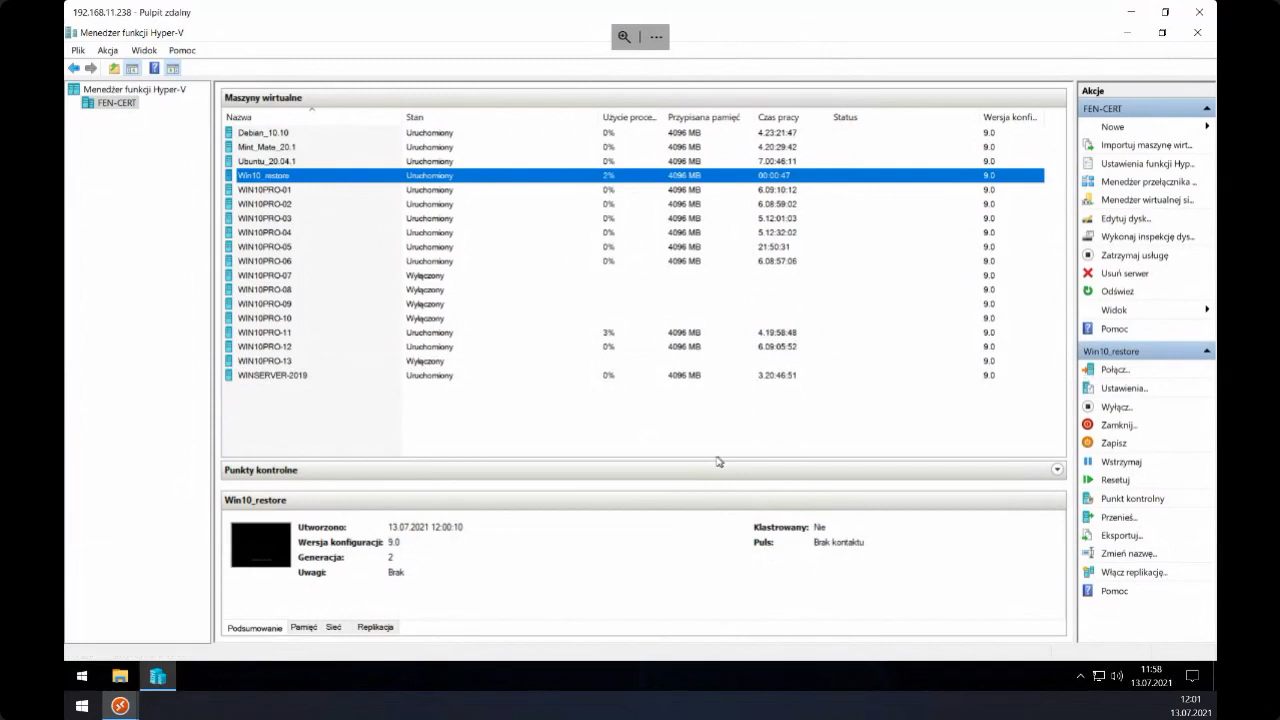 192.168.11.238 - Pulpit zdalny
Menedżer funkcji Hyper-V
Plik Akcja Widok Pomoc
Menedżer funkcji Hyper-V
FEN-CERT
Maszyny wirtualne
Nazwa Stan Użycie proce... Przypisana pamięć Czas pracy Status Wersja konfi...
Debian_10.10 Uruchomiony 0% 4096 MB 4.23:21:47 9.0
Mint_Mate_20.1 Uruchomiony 0% 4096 MB 4.20:29:42 9.0
Ubuntu_20.04.1 Uruchomiony 0% 4096 MB 7.00:46:11 9.0
Win10_restore Uruchomiony 2% 4096 MB 00:00:47 9.0
WIN10PRO-01 Uruchomiony 0% 4096 MB 6.09:10:12 9.0
WIN10PRO-02 Uruchomiony 0% 4096 MB 6.08:59:02 9.0
WIN10PRO-03 Uruchomiony 0% 4096 MB 5.12:01:03 9.0
WIN10PRO-04 Uruchomiony 0% 4096 MB 5.12:32:02 9.0
WIN10PRO-05 Uruchomiony 0% 4096 MB 21:50:31 9.0
WIN10PRO-06 Uruchomiony 0% 4096 MB 6.08:57:06 9.0
WIN10PRO-07 Wyłączony 9.0
WIN10PRO-08 Wyłączony 9.0
WIN10PRO-09 Wyłączony 9.0
WIN10PRO-10 Wyłączony 9.0
WIN10PRO-11 Uruchomiony 3% 4096 MB 4.19:58:48 9.0
WIN10PRO-12 Uruchomiony 0% 4096 MB 6.09:05:52 9.0
WIN10PRO-13 Wyłączony 9.0
WINSERVER-2019 Uruchomiony 0% 4096 MB 3.20:46:51 9.0
Punkty kontrolne
Win10_restore
Utworzono: 13.07.2021 12:00:10 Klastrowany: Nie
Wersja konfiguracji: 9.0 Puls: Brak kontaktu
Generacja: 2
Uwagi: Brak
Podsumowanie Pamięć Sieć Replikacja
Akcje
FEN-CERT
Nowe
Importuj maszynę wirt...
Ustawienia funkcji Hyp...
Menedżer przełącznika ...
Menedżer wirtualnej si...
Edytuj dysk...
Wykonaj inspekcję dys...
Zatrzymaj usługę
Usuń serwer
Odśwież
Widok
Pomoc
Win10_restore
Połącz...
Ustawienia...
Wyłącz...
Zamknij...
Zapisz
Wstrzymaj
Resetuj
Punkt kontrolny
Przenieś...
Eksportuj...
Zmień nazwę...
Włącz replikację...
Pomoc
11:58
13.07.2021
12:01
13.07.2021